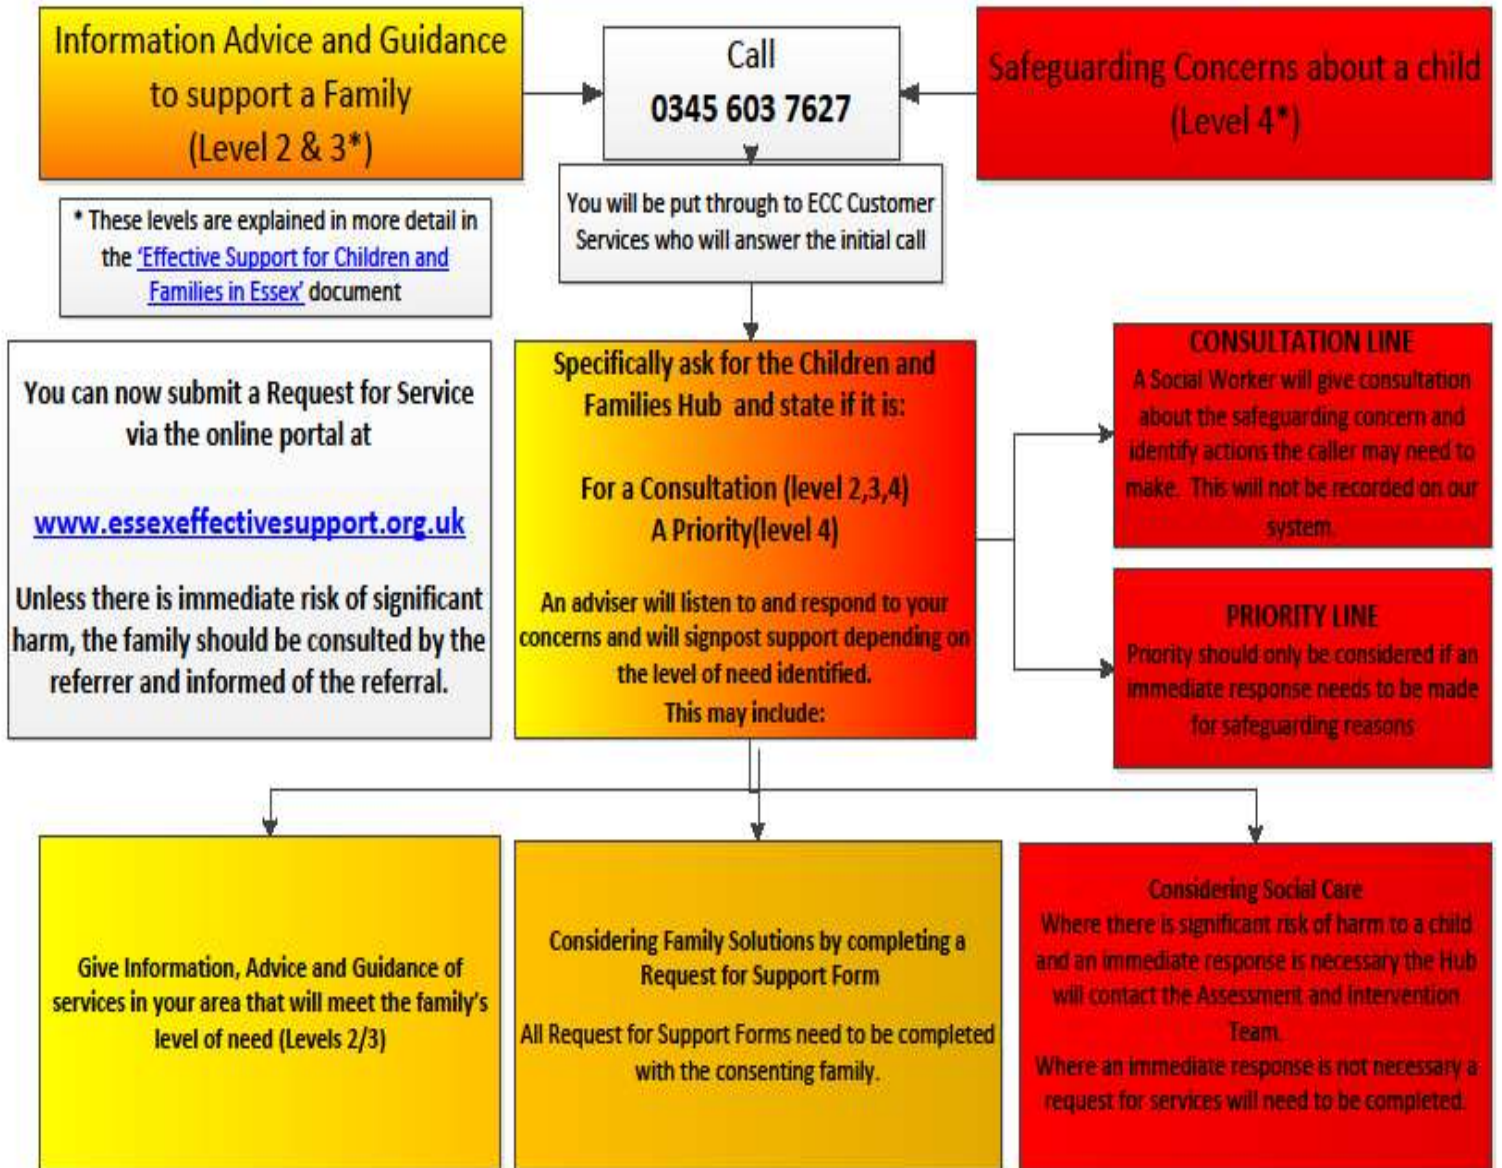 Information Advice and Guidance
to support a Family
(Level 2 & 3*)
Call
0345 603 7627
Safeguarding Concerns about a child
(Level 4*)
* These levels are explained in more detail in
the ‘Effective Support for Children and
Families in Essex’ document
You will be put through to ECC Customer
Services who will answer the initial call
You can now submit a Request for Service
via the online portal at
www.essexeffectivesupport.org.uk
Unless there is immediate risk of significant
harm, the family should be consulted by the
referrer and informed of the referral.
Specifically ask for the Children and
Families Hub and state if it is:
For a Consultation (level 2,3,4)
A Priority(level 4)
An adviser will listen to and respond to your
concerns and will signpost support depending on
the level of need identified.
This may include:
CONSULTATION LINE
A Social Worker will give consultation
about the safeguarding concern and
identify actions the caller may need to
make. This will not be recorded on our
system.
PRIORITY LINE
Priority should only be considered if an
immediate response needs to be made
for safeguarding reasons
Give Information, Advice and Guidance of
services in your area that will meet the family’s
level of need (Levels 2/3)
Considering Family Solutions by completing a
Request for Support Form
All Request for Support Forms need to be completed
with the consenting family.
Considering Social Care
Where there is significant risk of harm to a child
and an immediate response is necessary the Hub
will contact the Assessment and Intervention
Team.
Where an immediate response is not necessary a
request for services will need to be completed.